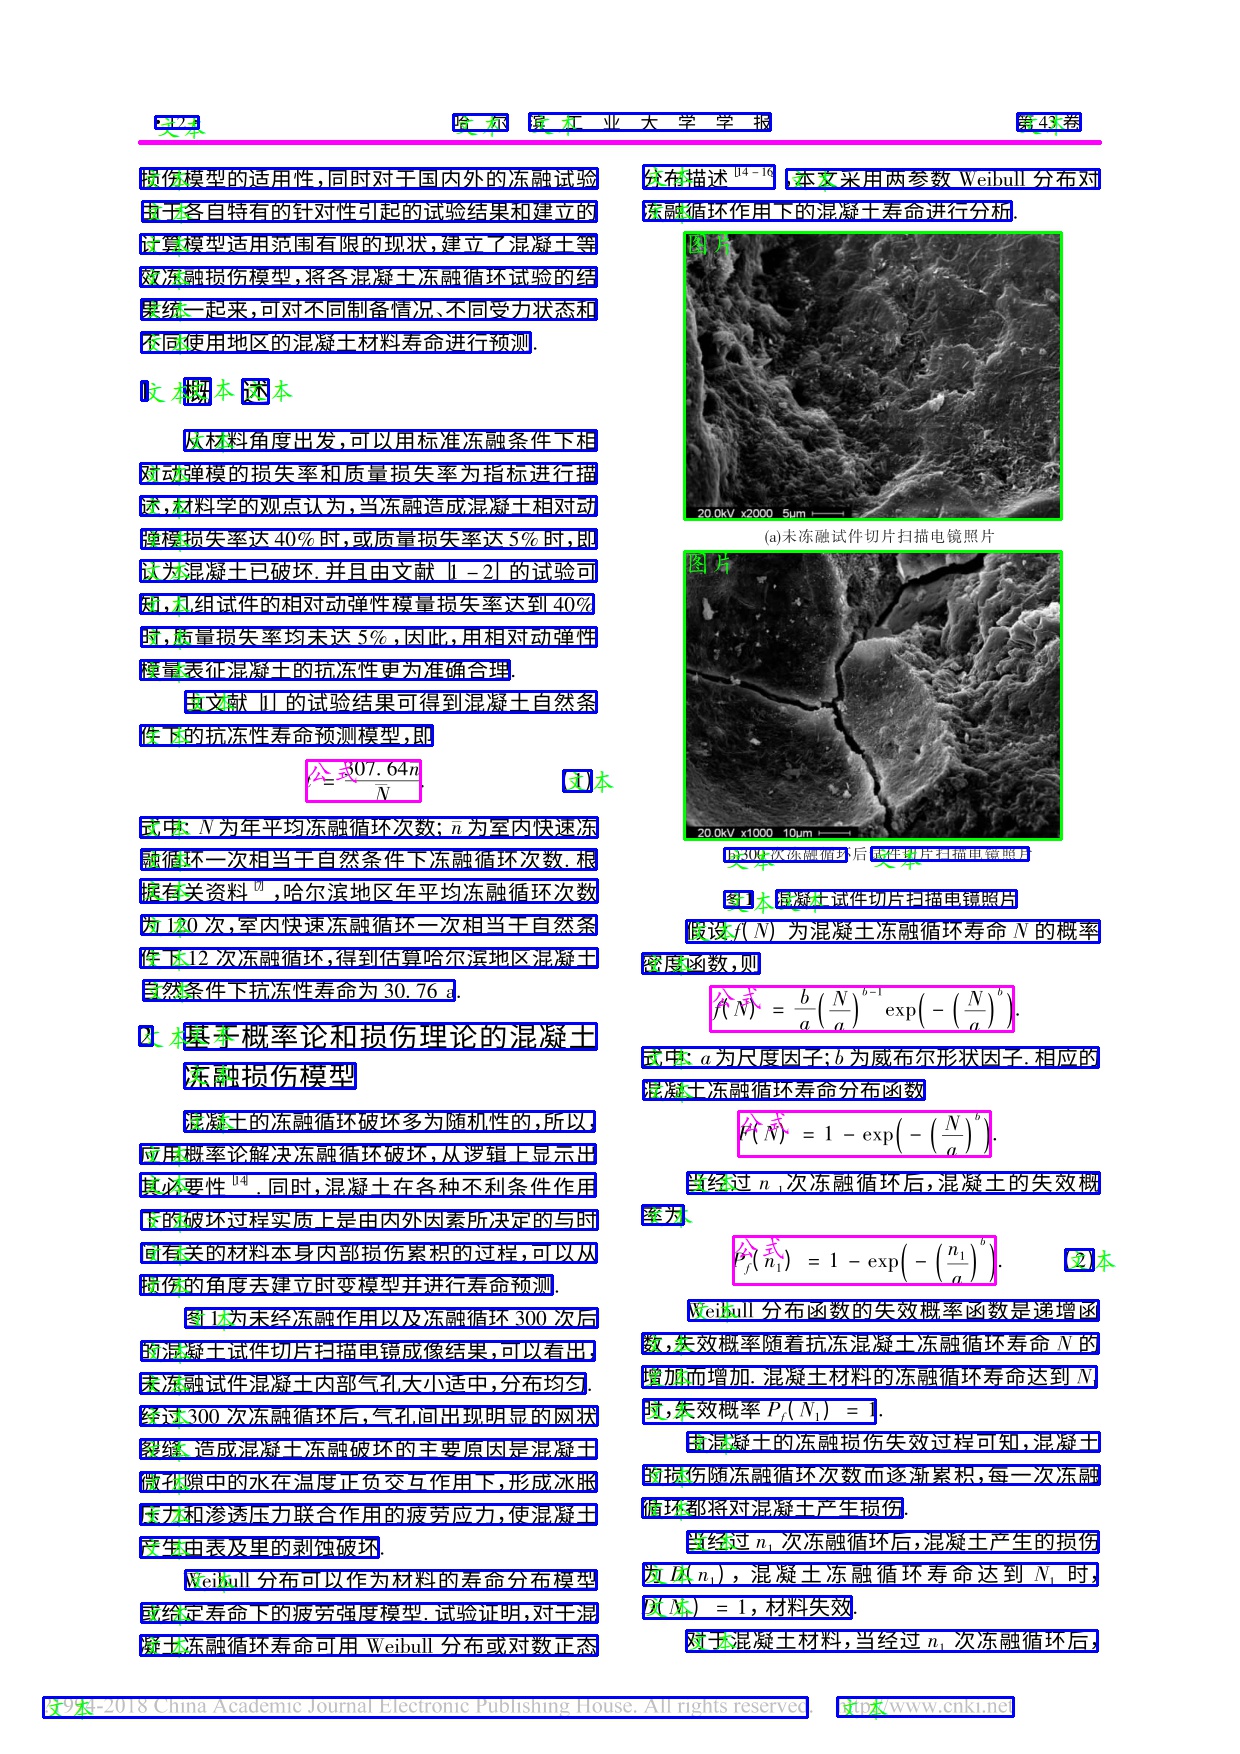 · 12 ·
哈尔滨工业大学学报
第 43 卷
损伤模型的适用性,同时对于国内外的冻融试验
由于各自特有的针对性引起的试验结果和建立的
计算模型适用范围有限的现状,建立了混凝土等
效冻融损伤模型,将各混凝土冻融循环试验的结
果统一起来,可对不同制备情况、不同受力状态和
不同使用地区的混凝土材料寿命进行预测.
1 概 述
从材料角度出发,可以用标准冻融条件下相
对动弹模的损失率和质量损失率为指标进行描
述,材料学的观点认为,当冻融造成混凝土相对动
弹模损失率达 40% 时,或质量损失率达 5% 时,即
认为混凝土已破坏. 并且由文献 [1-2] 的试验可
知,几组试件的相对动弹性模量损失率达到 40%
时,质量损失率均未达 5%,因此,用相对动弹性
模量表征混凝土的抗冻性更为准确合理.
由文献 [1] 的试验结果可得到混凝土自然条
件下的抗冻性寿命预测模型,即
t = 307.64n / N.
(1)
式中: N 为年平均冻融循环次数; n̄ 为室内快速冻
融循环一次相当于自然条件下冻融循环次数. 根
据有关资料 [7],哈尔滨地区年平均冻融循环次数
为 120 次,室内快速冻融循环一次相当于自然条
件下 12 次冻融循环,得到估算哈尔滨地区混凝土
自然条件下抗冻性寿命为 30.76 a.
2 基于概率论和损伤理论的混凝土
冻融损伤模型
混凝土的冻融循环破坏多为随机性的,所以,
应用概率论解决冻融循环破坏,从逻辑上显示出
其必要性 [14]. 同时,混凝土在各种不利条件作用
下的破坏过程实质上是由内外因素所决定的与时
间有关的材料本身内部损伤累积的过程,可以从
损伤的角度去建立时变模型并进行寿命预测.
图 1 为未经冻融作用以及冻融循环 300 次后
的混凝土试件切片扫描电镜成像结果,可以看出,
未冻融试件混凝土内部气孔大小适中,分布均匀.
经过 300 次冻融循环后,气孔间出现明显的网状
裂缝. 造成混凝土冻融破坏的主要原因是混凝土
微孔隙中的水在温度正负交互作用下,形成冰胀
压力和渗透压力联合作用的疲劳应力,使混凝土
产生由表及里的剥蚀破坏.
Weibull 分布可以作为材料的寿命分布模型
或给定寿命下的疲劳强度模型. 试验证明,对于混
凝土冻融循环寿命可用 Weibull 分布或对数正态
分布描述 [14-16],本文采用两参数 Weibull 分布对
冻融循环作用下的混凝土寿命进行分析.
图片
20.0kV x2000 5μm
(a)未冻融试件切片扫描电镜照片
图片
20.0kV x1000 10μm
(b)300 次冻融循环后试件切片扫描电镜照片
图 1 混凝土试件切片扫描电镜照片
假设 f(N) 为混凝土冻融循环寿命 N 的概率
密度函数,则
f(N) = b/a (N/a)^(b-1) exp(-(N/a)^b).
式中: a 为尺度因子; b 为威布尔形状因子. 相应的
混凝土冻融循环寿命分布函数
F(N) = 1 - exp(-(N/a)^b).
当经过 n₁ 次冻融循环后,混凝土的失效概
率为
P_f(n₁) = 1 - exp(-(n₁/a)^b).
(2)
Weibull 分布函数的失效概率函数是递增函
数,失效概率随着抗冻混凝土冻融循环寿命 N 的
增加而增加. 混凝土材料的冻融循环寿命达到 N₁
时,失效概率 P_f(N₁) = 1.
由混凝土的冻融损伤失效过程可知,混凝土
的损伤随冻融循环次数而逐渐累积,每一次冻融
循环都将对混凝土产生损伤.
当经过 n₁ 次冻融循环后,混凝土产生的损伤
为 D(n₁), 混凝土冻融循环寿命达到 N₁ 时,
D(N₁) = 1, 材料失效.
对于混凝土材料,当经过 n₁ 次冻融循环后,
1994-2018 China Academic Journal Electronic Publishing House. All rights reserved. http://www.cnki.net